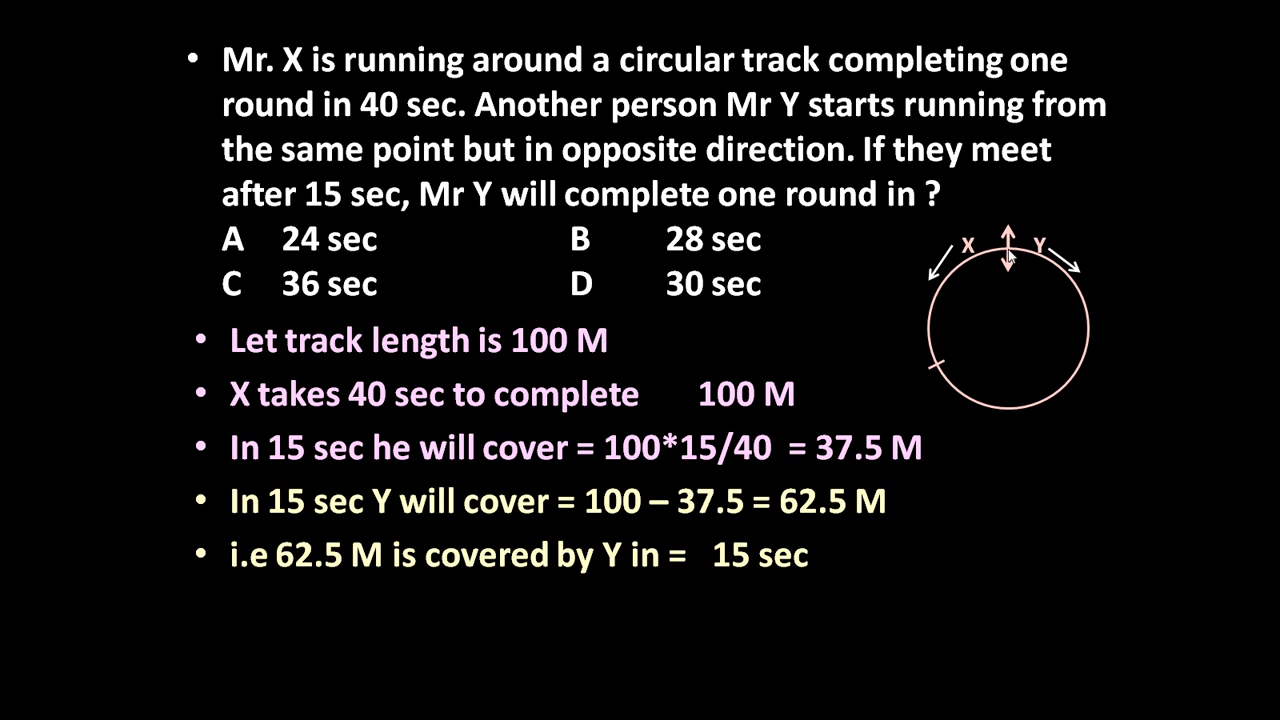 • Mr. X is running around a circular track completing one
round in 40 sec. Another person Mr Y starts running from
the same point but in opposite direction. If they meet
after 15 sec, Mr Y will complete one round in ?
A 24 sec B 28 sec
C 36 sec D 30 sec
X Y
• Let track length is 100 M
• X takes 40 sec to complete 100 M
• In 15 sec he will cover = 100*15/40 = 37.5 M
• In 15 sec Y will cover = 100 – 37.5 = 62.5 M
• i.e 62.5 M is covered by Y in = 15 sec